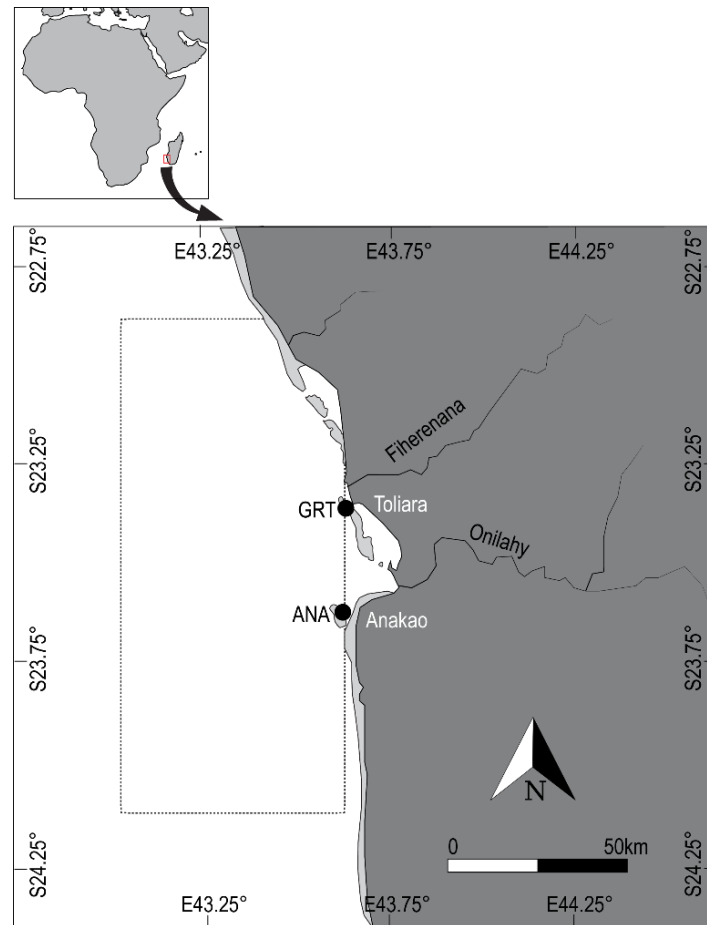 E43.25° E43.75° E44.25°
S22.75° S22.75°
Fiherenana
S23.25° S23.25°
GRT Toliara
Onilahy
ANA Anakao
S23.75° S23.75°
N
0 50km
S24.25° S24.25°
E43.25° E43.75° E44.25°